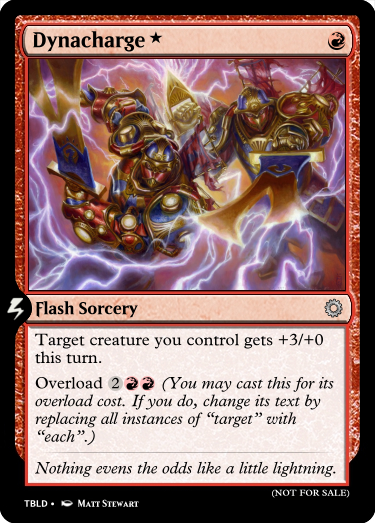 Dynacharge ★
Flash Sorcery
Target creature you control gets +3/+0
this turn.
Overload 2 (You may cast this for its
overload cost. If you do, change its text by
replacing all instances of “target” with
“each”.)
Nothing evens the odds like a little lightning.
(NOT FOR SALE)
TBLD • MATT STEWART